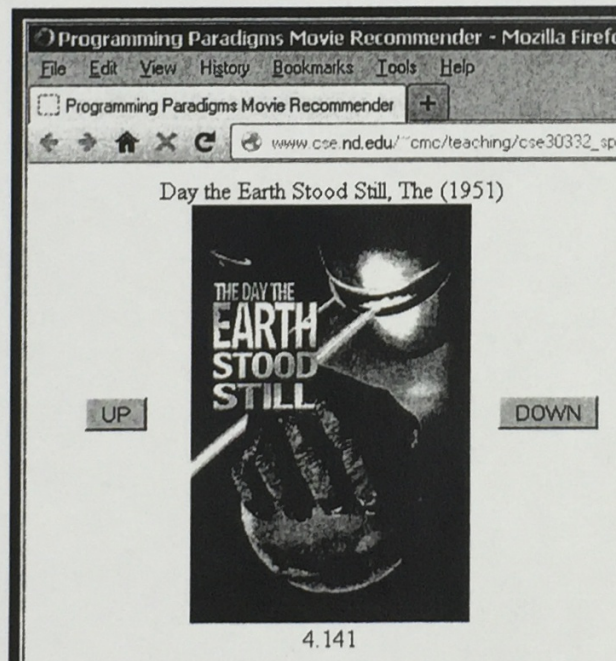 Programming Paradigms Movie Recommender - Mozilla Firefo
File Edit View History Bookmarks Tools Help
Programming Paradigms Movie Recommender +
www.cse.nd.edu/~cmc/teaching/cse30332_sp
Day the Earth Stood Still, The (1951)
THE DAY THE
EARTH
STOOD
STILL
UP DOWN
4.141